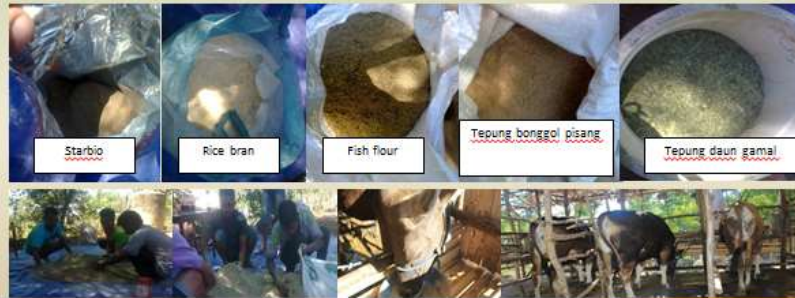 Starbio
Rice bran
Fish flour
Tepung bonggol pisang
Tepung daun gamal